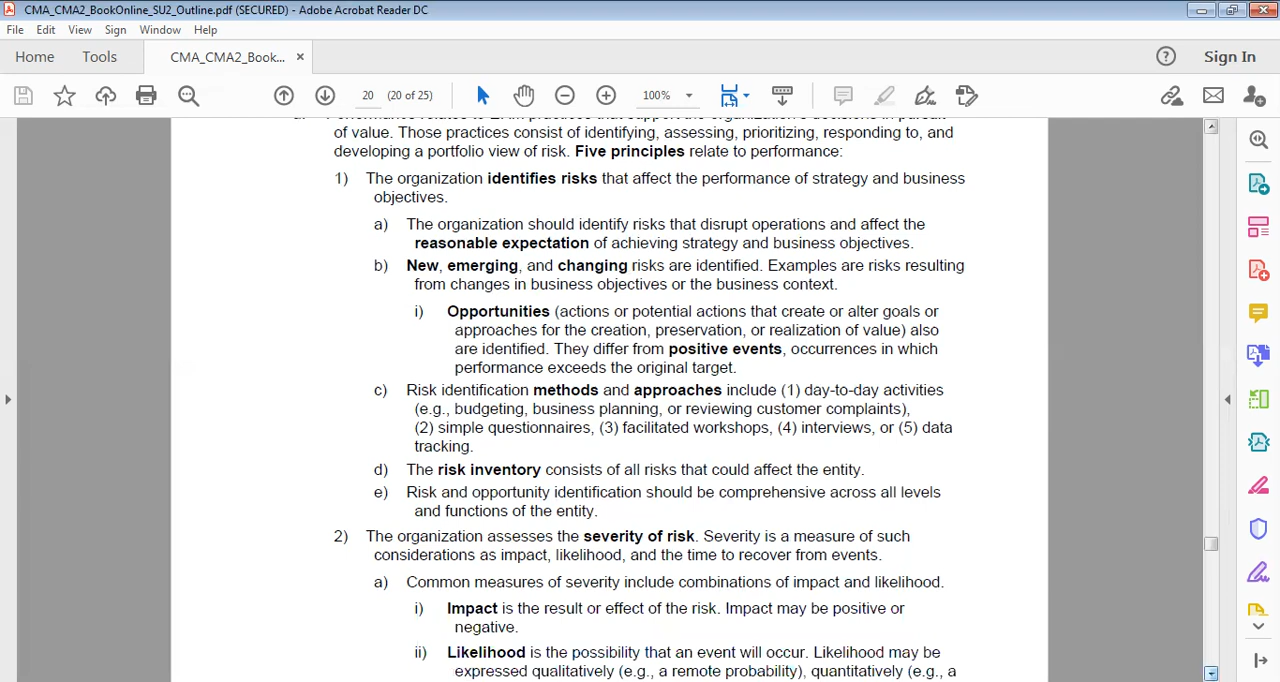 CMA_CMA2_BookOnline_SU2_Outline.pdf (SECURED) - Adobe Acrobat Reader DC
File Edit View Sign Window Help
Home Tools CMA_CMA2_Book... ×
Sign In
20 (20 of 25) 100%
of value. Those practices consist of identifying, assessing, prioritizing, responding to, and
developing a portfolio view of risk. Five principles relate to performance:
1) The organization identifies risks that affect the performance of strategy and business
objectives.
a) The organization should identify risks that disrupt operations and affect the
reasonable expectation of achieving strategy and business objectives.
b) New, emerging, and changing risks are identified. Examples are risks resulting
from changes in business objectives or the business context.
i) Opportunities (actions or potential actions that create or alter goals or
approaches for the creation, preservation, or realization of value) also
are identified. They differ from positive events, occurrences in which
performance exceeds the original target.
c) Risk identification methods and approaches include (1) day-to-day activities
(e.g., budgeting, business planning, or reviewing customer complaints),
(2) simple questionnaires, (3) facilitated workshops, (4) interviews, or (5) data
tracking.
d) The risk inventory consists of all risks that could affect the entity.
e) Risk and opportunity identification should be comprehensive across all levels
and functions of the entity.
2) The organization assesses the severity of risk. Severity is a measure of such
considerations as impact, likelihood, and the time to recover from events.
a) Common measures of severity include combinations of impact and likelihood.
i) Impact is the result or effect of the risk. Impact may be positive or
negative.
ii) Likelihood is the possibility that an event will occur. Likelihood may be
expressed qualitatively (e.g., a remote probability), quantitatively (e.g., a